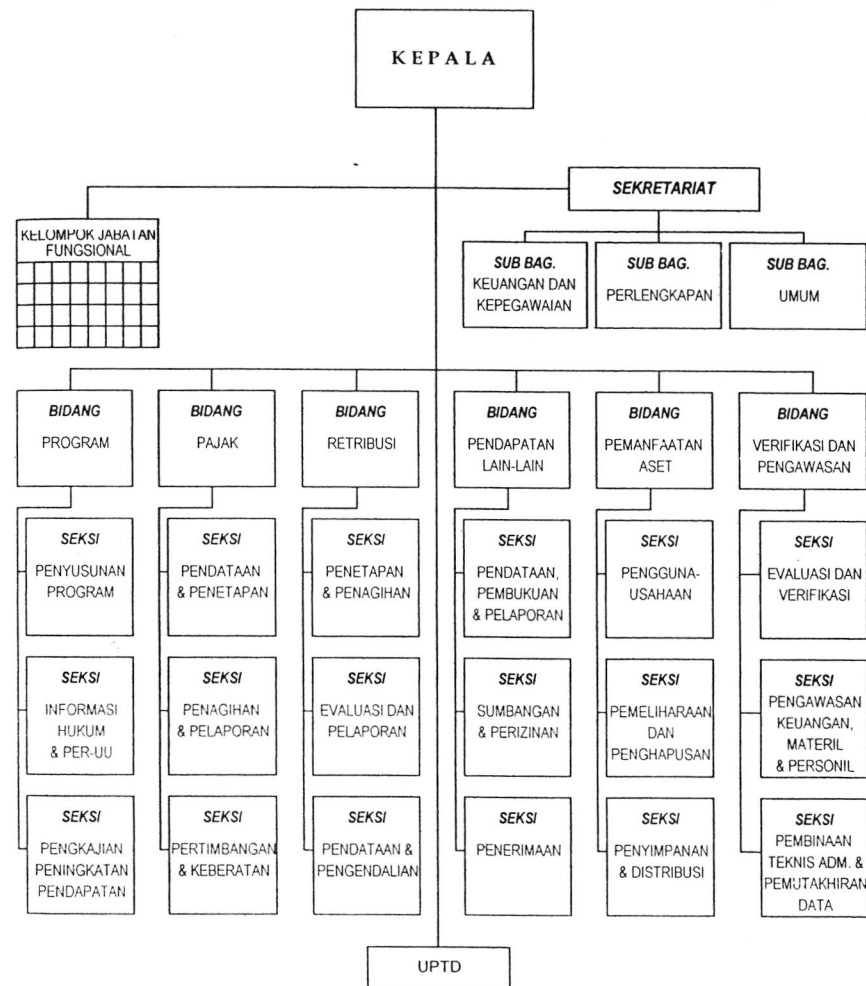 KEPALA
SEKRETARIAT
KELOMPOK JABATAN
FUNGSIONAL
SUB BAG.
KEUANGAN DAN
KEPEGAWAIAN
SUB BAG.
PERLENGKAPAN
SUB BAG.
UMUM
BIDANG
PROGRAM
BIDANG
PAJAK
BIDANG
RETRIBUSI
BIDANG
PENDAPATAN
LAIN-LAIN
BIDANG
PEMANFAATAN
ASET
BIDANG
VERIFIKASI DAN
PENGAWASAN
SEKSI
PENYUSUNAN
PROGRAM
SEKSI
PENDATAAN
& PENETAPAN
SEKSI
PENETAPAN
& PENAGIHAN
SEKSI
PENDATAAN,
PEMBUKUAN
& PELAPORAN
SEKSI
PENGGUNA-
USAHAAN
SEKSI
EVALUASI DAN
VERIFIKASI
SEKSI
INFORMASI
HUKUM
& PER-UU
SEKSI
PENAGIHAN
& PELAPORAN
SEKSI
EVALUASI DAN
PELAPORAN
SEKSI
SUMBANGAN
& PERIZINAN
SEKSI
PEMELIHARAAN
DAN
PENGHAPUSAN
SEKSI
PENGAWASAN
KEUANGAN,
MATERIL
& PERSONIL
SEKSI
PENGKAJIAN
PENINGKATAN
PENDAPATAN
SEKSI
PERTIMBANGAN
& KEBERATAN
SEKSI
PENDATAAN &
PENGENDALIAN
SEKSI
PENERIMAAN
SEKSI
PENYIMPANAN
& DISTRIBUSI
SEKSI
PEMBINAAN
TEKNIS ADM. &
PEMUTAKHIRAN
DATA
UPTD